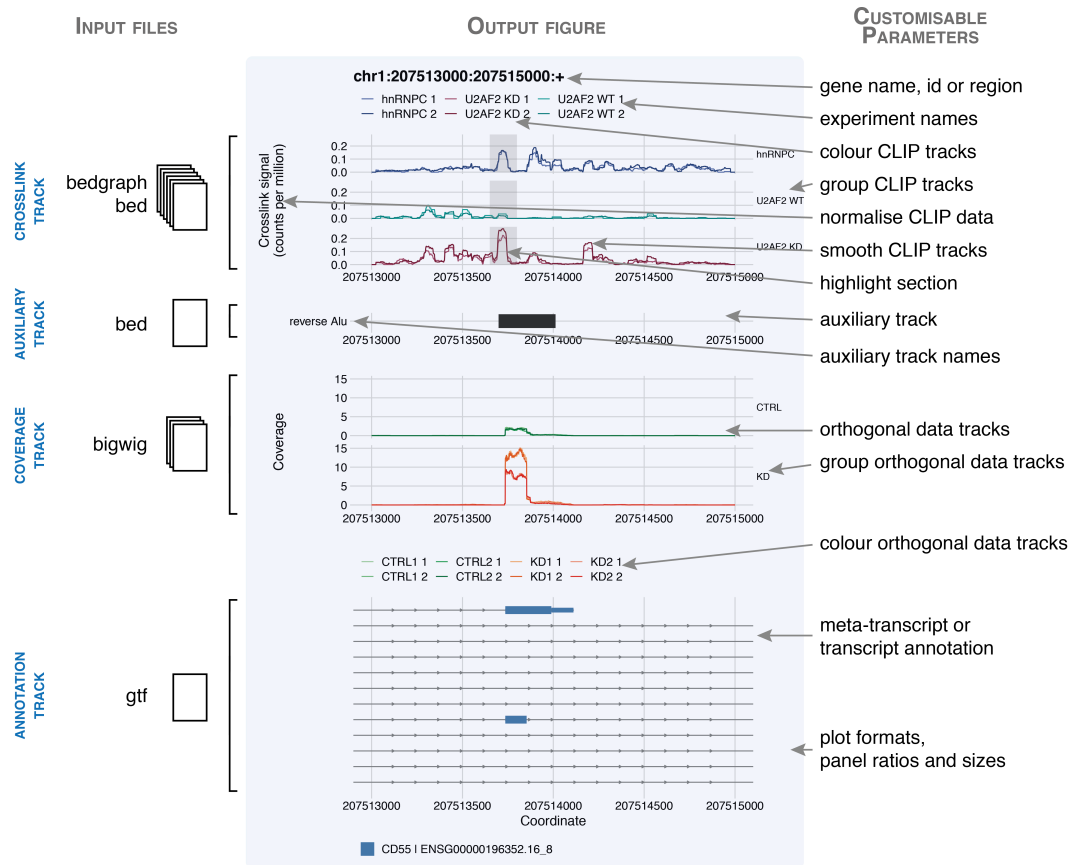 INPUT FILES
OUTPUT FIGURE
CUSTOMISABLE
PARAMETERS
chr1:207513000:207515000:+
hnRNPC 1 U2AF2 KD 1 U2AF2 WT 1
hnRNPC 2 U2AF2 KD 2 U2AF2 WT 2
gene name, id or region
experiment names
colour CLIP tracks
group CLIP tracks
normalise CLIP data
smooth CLIP tracks
highlight section
CROSSLINK
TRACK
bedgraph
bed
Crosslink signal
(counts per million)
0.2
0.1
0.0
hnRNPC
0.2
0.1
0.0
U2AF2 WT
0.2
0.1
0.0
U2AF2 KD
207513000 207513500 207514000 207514500 207515000
AUXILIARY
TRACK
bed
reverse Alu
207513000 207513500 207514000 207514500 207515000
auxiliary track
auxiliary track names
COVERAGE
TRACK
bigwig
Coverage
15
10
5
0
CTRL
15
10
5
0
KD
207513000 207513500 207514000 207514500 207515000
orthogonal data tracks
group orthogonal data tracks
colour orthogonal data tracks
CTRL1 1 CTRL2 1 KD1 1 KD2 1
CTRL1 2 CTRL2 2 KD1 2 KD2 2
ANNOTATION
TRACK
gtf
meta-transcript or
transcript annotation
plot formats,
panel ratios and sizes
207513000 207513500 207514000 207514500 207515000
Coordinate
CD55 | ENSG00000196352.16_8